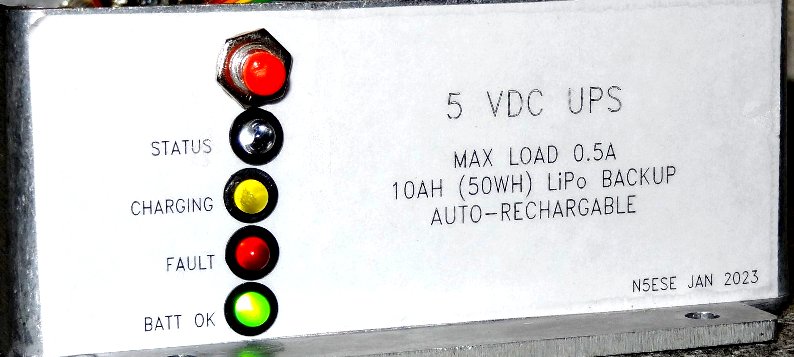 5 VDC UPS
MAX LOAD 0.5A
10AH (50WH) LiPo BACKUP
AUTO-RECHARGABLE
STATUS
CHARGING
FAULT
BATT OK
N5ESE JAN 2023